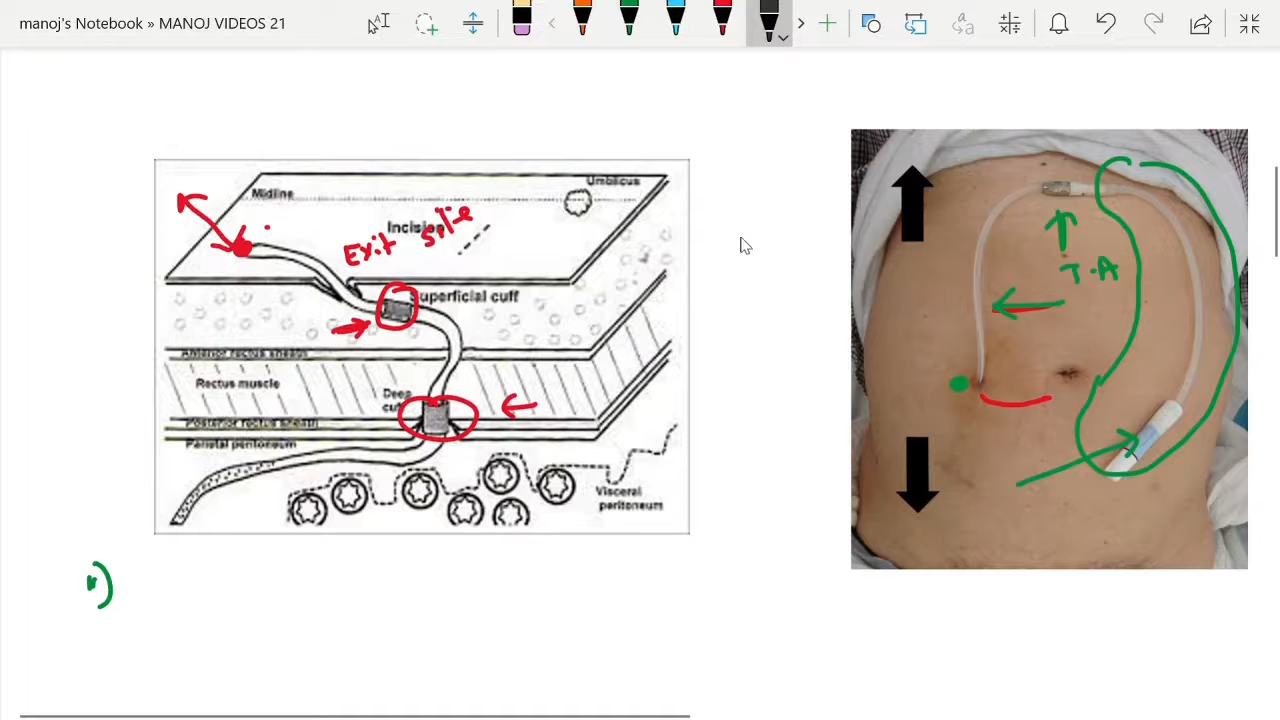 manoj's Notebook » MANOJ VIDEOS 21
Midline
Umblicus
Incision
Exit site
Superficial cuff
Anterior rectus sheath
Rectus muscle
Deep
cuff
Posterior rectus sheath
Parietal peritoneum
Visceral
peritoneum
T.A